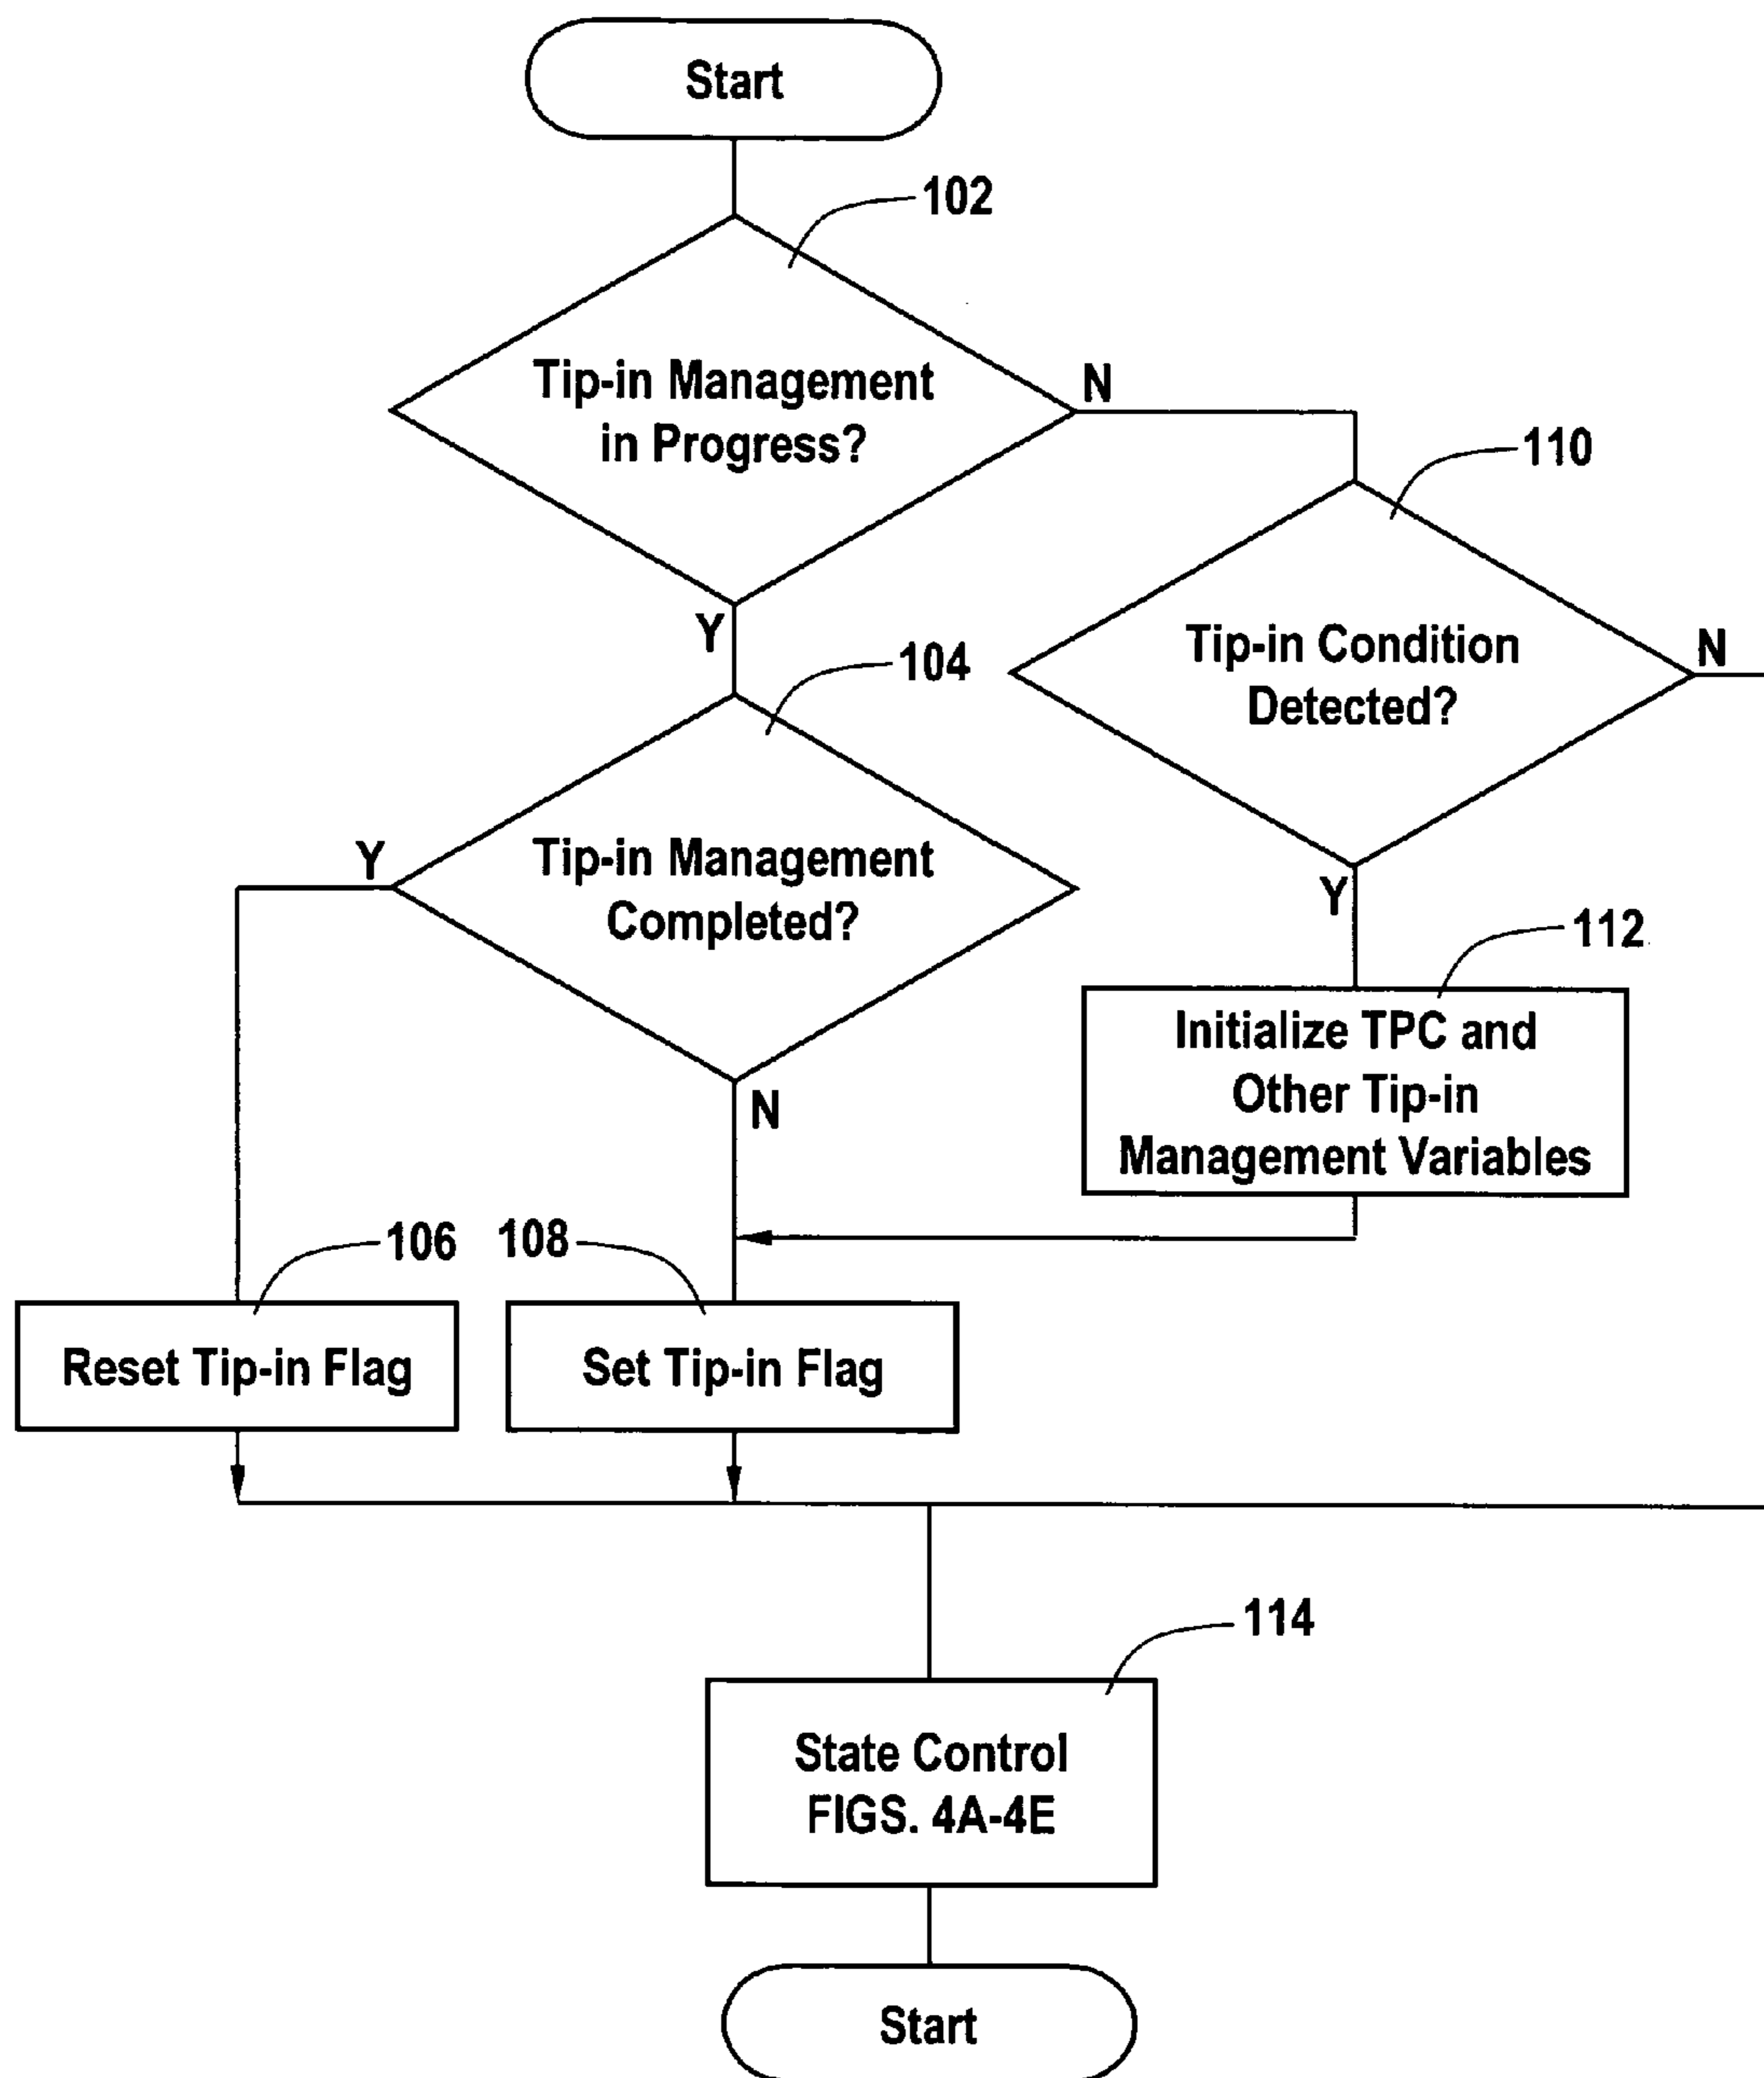 Start
102
Tip-in Management
in Progress?
N
Y
110
Tip-in Condition
Detected?
N
Y
104
Tip-in Management
Completed?
Y
N
112
Initialize TPC and
Other Tip-in
Management Variables
106
108
Reset Tip-in Flag
Set Tip-in Flag
114
State Control
FIGS. 4A-4E
Start